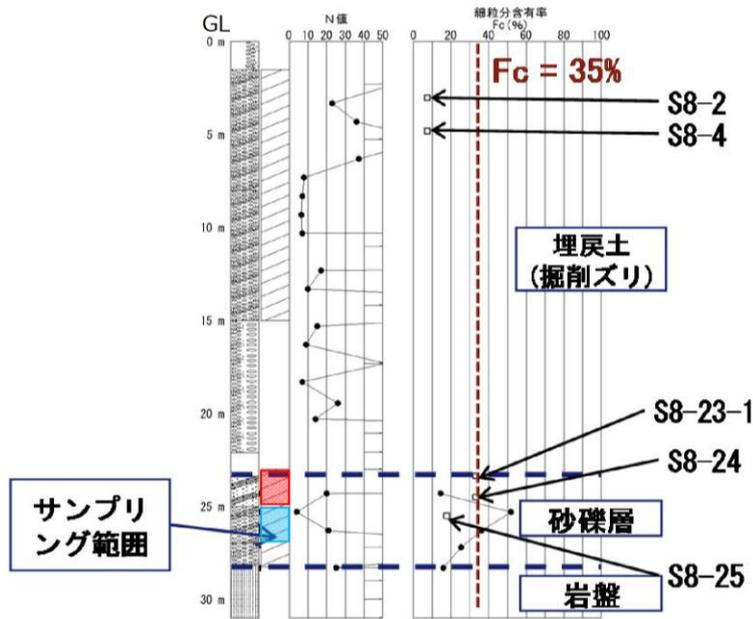 GL
N 値
0 10 20 30 40 50
細粒分含有率
Fc (%)
0 20 40 60 80 100
0 m
Fc = 35%
S8-2
S8-4
5 m
10 m
埋戻土
(掘削ズリ)
15 m
20 m
S8-23-1
S8-24
サンプリ
ング範囲
25 m
砂礫層
S8-25
岩盤
30 m